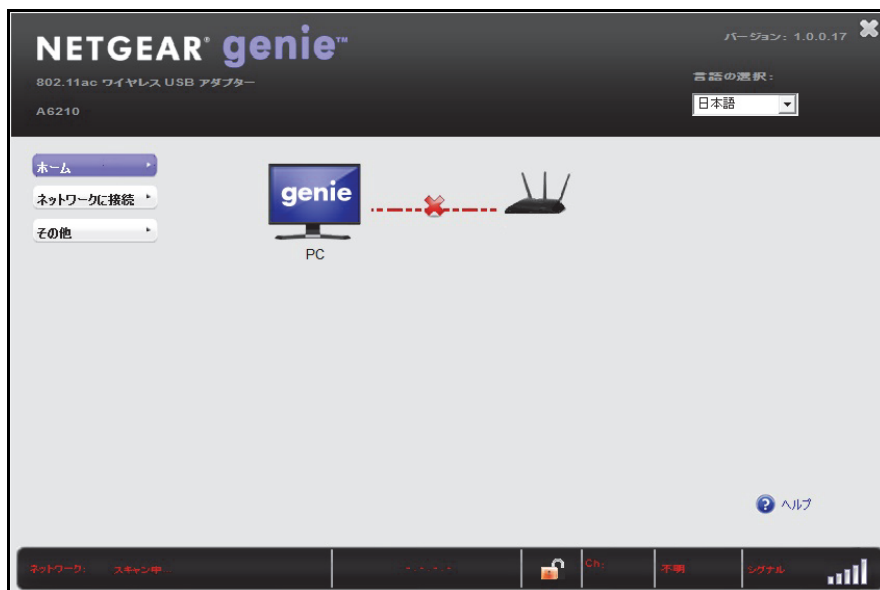 NETGEAR® genie™
バージョン: 1.0.0.17
802.11ac ワイヤレス USB アダプター
言語の選択:
A6210
日本語
ホーム
ネットワークに接続
その他
genie
PC
ヘルプ
ネットワーク: スキャン中... - . - . - . - Ch: 不明 シグナル